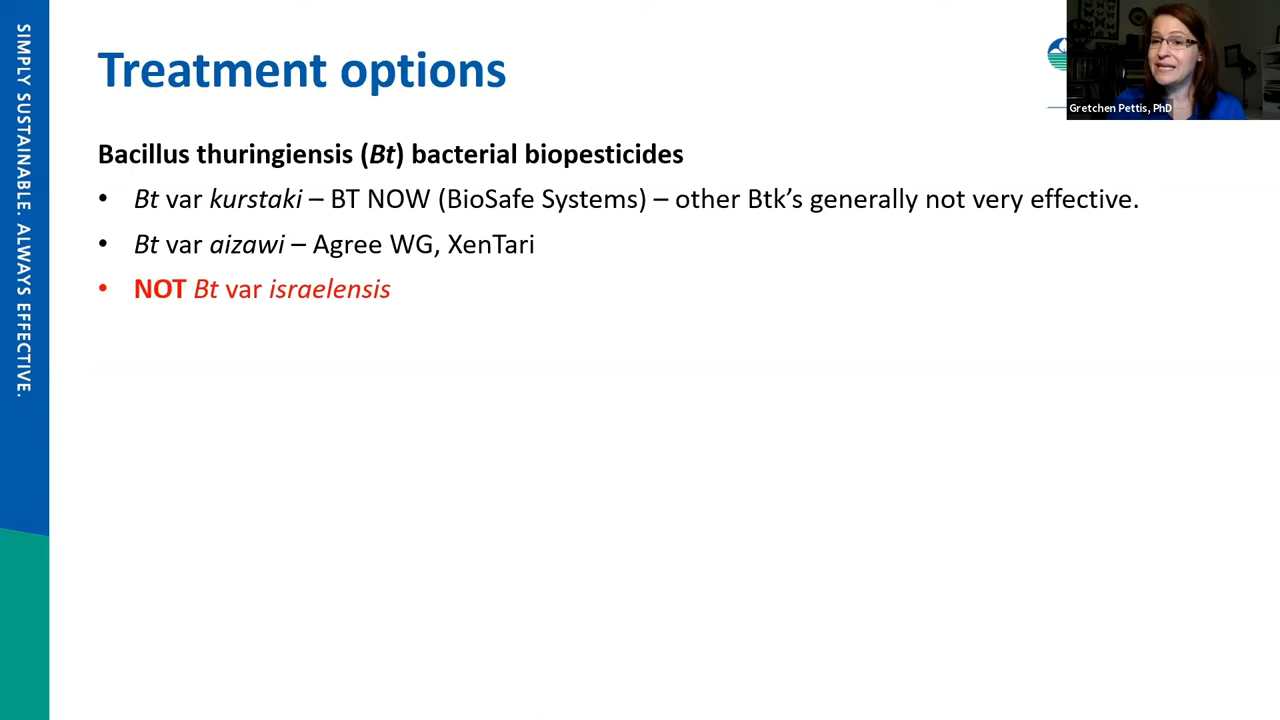 SIMPLY SUSTAINABLE. ALWAYS EFFECTIVE.
Treatment options
Gretchen Pettis, PhD
Bacillus thuringiensis (Bt) bacterial biopesticides
• Bt var kurstaki – BT NOW (BioSafe Systems) – other Btk’s generally not very effective.
• Bt var aizawi – Agree WG, XenTari
• NOT Bt var israelensis